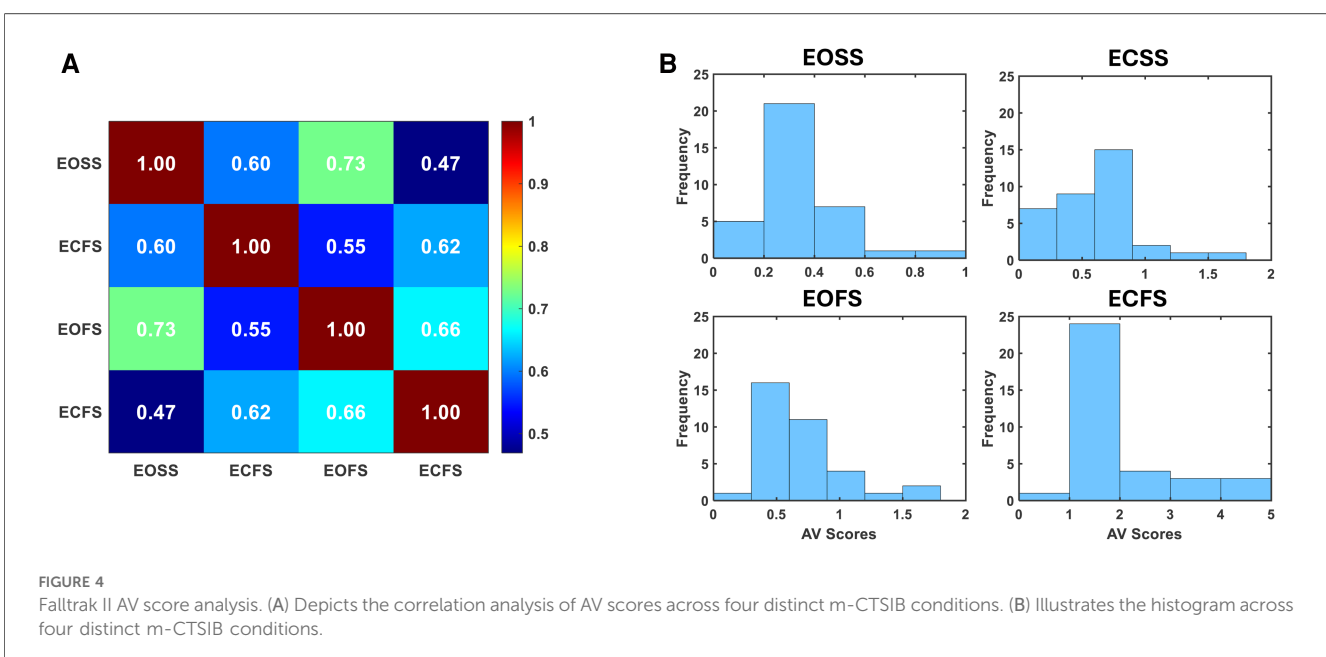 A
EOSS 1.00 0.60 0.73 0.47
ECFS 0.60 1.00 0.55 0.62
EOFS 0.73 0.55 1.00 0.66
ECFS 0.47 0.62 0.66 1.00
EOSS ECFS EOFS ECFS
1
0.9
0.8
0.7
0.6
0.5
B
EOSS
Frequency
25
20
15
10
5
0
0 0.2 0.4 0.6 0.8 1
ECSS
Frequency
25
20
15
10
5
0
0 0.5 1 1.5 2
EOFS
Frequency
25
20
15
10
5
0
0 0.5 1 1.5 2
AV Scores
ECFS
Frequency
25
20
15
10
5
0
0 1 2 3 4 5
AV Scores
FIGURE 4
Falltrak II AV score analysis. (A) Depicts the correlation analysis of AV scores across four distinct m-CTSIB conditions. (B) Illustrates the histogram across
four distinct m-CTSIB conditions.